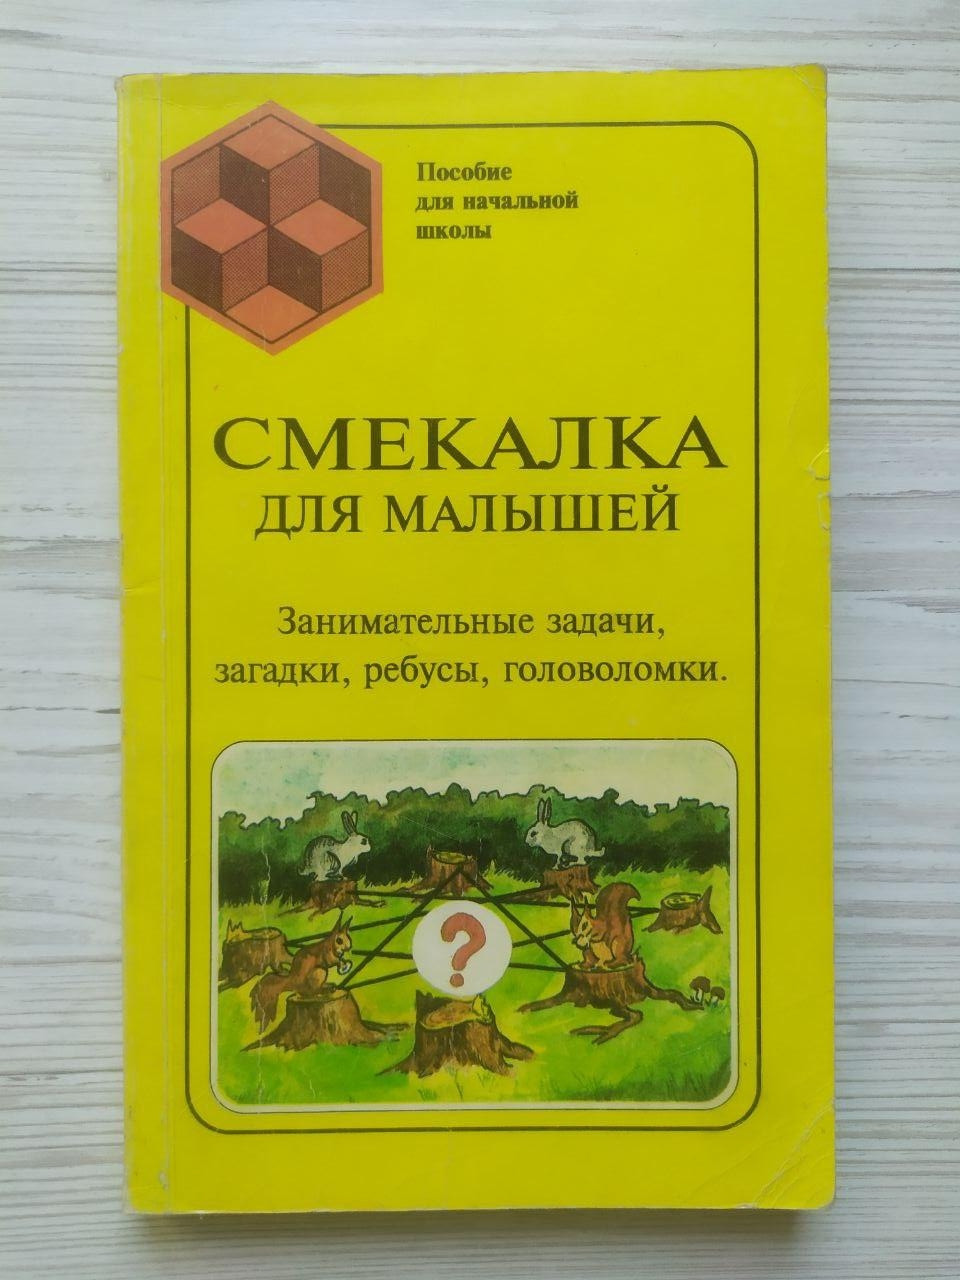 Пособие
для начальной
школы
СМЕКАЛКА
ДЛЯ МАЛЫШЕЙ
Занимательные задачи,
загадки, ребусы, головоломки.
?